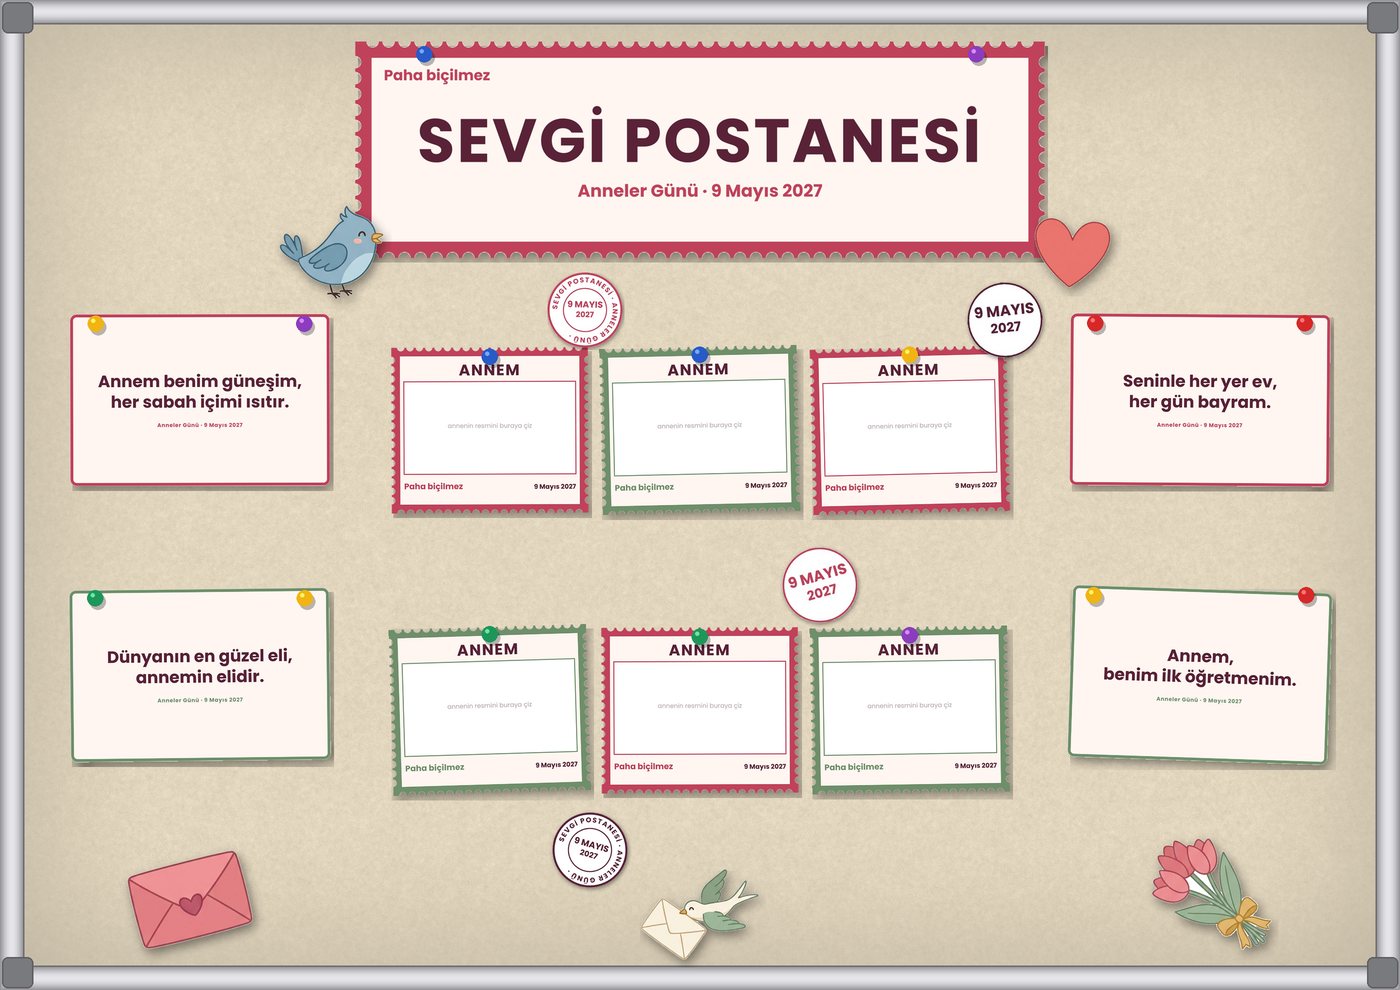 Paha biçilmez
SEVGİ POSTANESİ
Anneler Günü · 9 Mayıs 2027
SEVGİ POSTANESİ · ANNELER GÜNÜ ·
9 MAYIS
2027
9 MAYIS
2027
Annem benim güneşim,
her sabah içimi ısıtır.
Anneler Günü · 9 Mayıs 2027
ANNEM
annenin resmini buraya çiz
Paha biçilmez
9 Mayıs 2027
ANNEM
annenin resmini buraya çiz
Paha biçilmez
9 Mayıs 2027
ANNEM
annenin resmini buraya çiz
Paha biçilmez
9 Mayıs 2027
Seninle her yer ev,
her gün bayram.
Anneler Günü · 9 Mayıs 2027
9 MAYIS
2027
Dünyanın en güzel eli,
annemin elidir.
Anneler Günü · 9 Mayıs 2027
ANNEM
annenin resmini buraya çiz
Paha biçilmez
9 Mayıs 2027
ANNEM
annenin resmini buraya çiz
Paha biçilmez
9 Mayıs 2027
ANNEM
annenin resmini buraya çiz
Paha biçilmez
9 Mayıs 2027
Annem,
benim ilk öğretmenim.
Anneler Günü · 9 Mayıs 2027
SEVGİ POSTANESİ · ANNELER GÜNÜ ·
9 MAYIS
2027